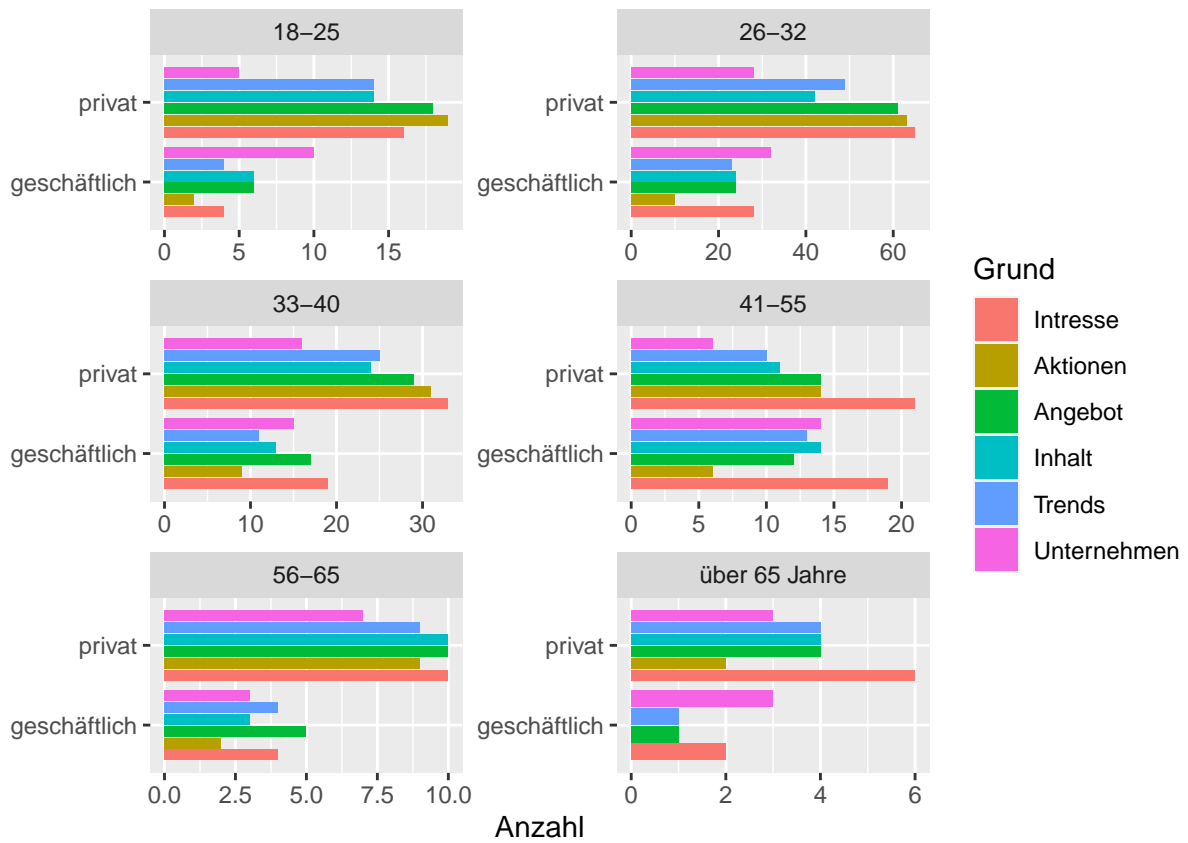 18–25
26–32
privat
geschäftlich
0 5 10 15
privat
geschäftlich
0 20 40 60
33–40
41–55
privat
geschäftlich
0 10 20 30
privat
geschäftlich
0 5 10 15 20
56–65
über 65 Jahre
privat
geschäftlich
0.0 2.5 5.0 7.5 10.0
privat
geschäftlich
0 2 4 6
Anzahl
Grund
Intresse
Aktionen
Angebot
Inhalt
Trends
Unternehmen